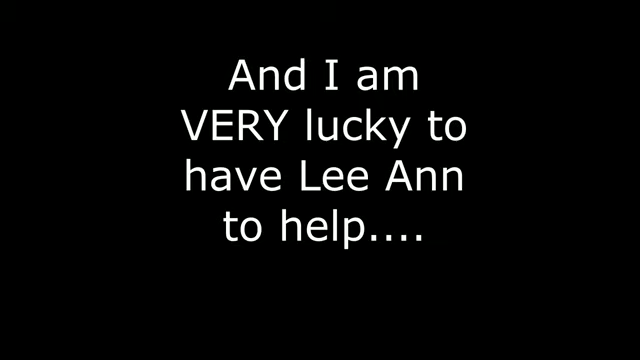 And I am
VERY lucky to
have Lee Ann
to help....